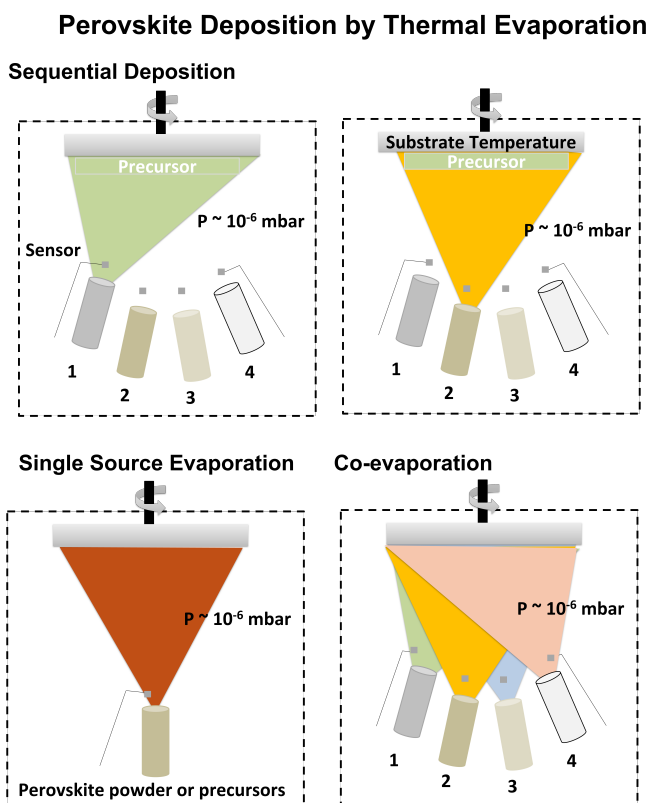 Perovskite Deposition by Thermal Evaporation
Sequential Deposition
Precursor
P ~ 10⁻⁶ mbar
Sensor
1
2
3
4
Substrate Temperature
Precursor
P ~ 10⁻⁶ mbar
1
2
3
4
Single Source Evaporation
P ~ 10⁻⁶ mbar
Perovskite powder or precursors
Co-evaporation
P ~ 10⁻⁶ mbar
1
2
3
4